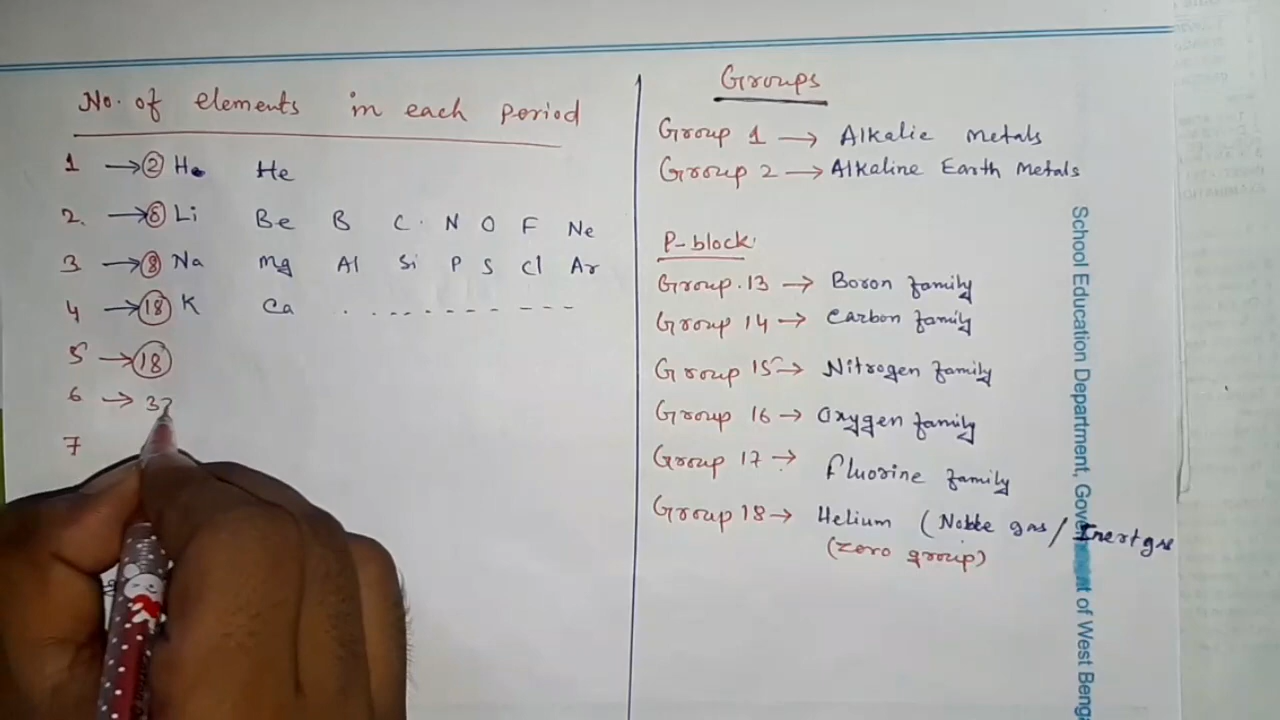 No. of elements in each period
1 → 2 He He
2. → 8 Li Be B C N O F Ne
3 → 8 Na Mg Al Si P S Cl Ar
4 → 18 K Ca . . . - - - - - - - -
5 → 18
6 → 32
7
Groups
Group 1 → Alkalie metals
Group 2 → Alkaline Earth Metals
P-block
Group.13 → Boron family
Group 14 → Carbon family
Group 15 → Nitrogen family
Group 16 → Oxygen family
Group 17 → fluorine family
Group 18 → Helium (Noble gas/ Inert gas
(zero group)
School Education Department, Government of West Benga